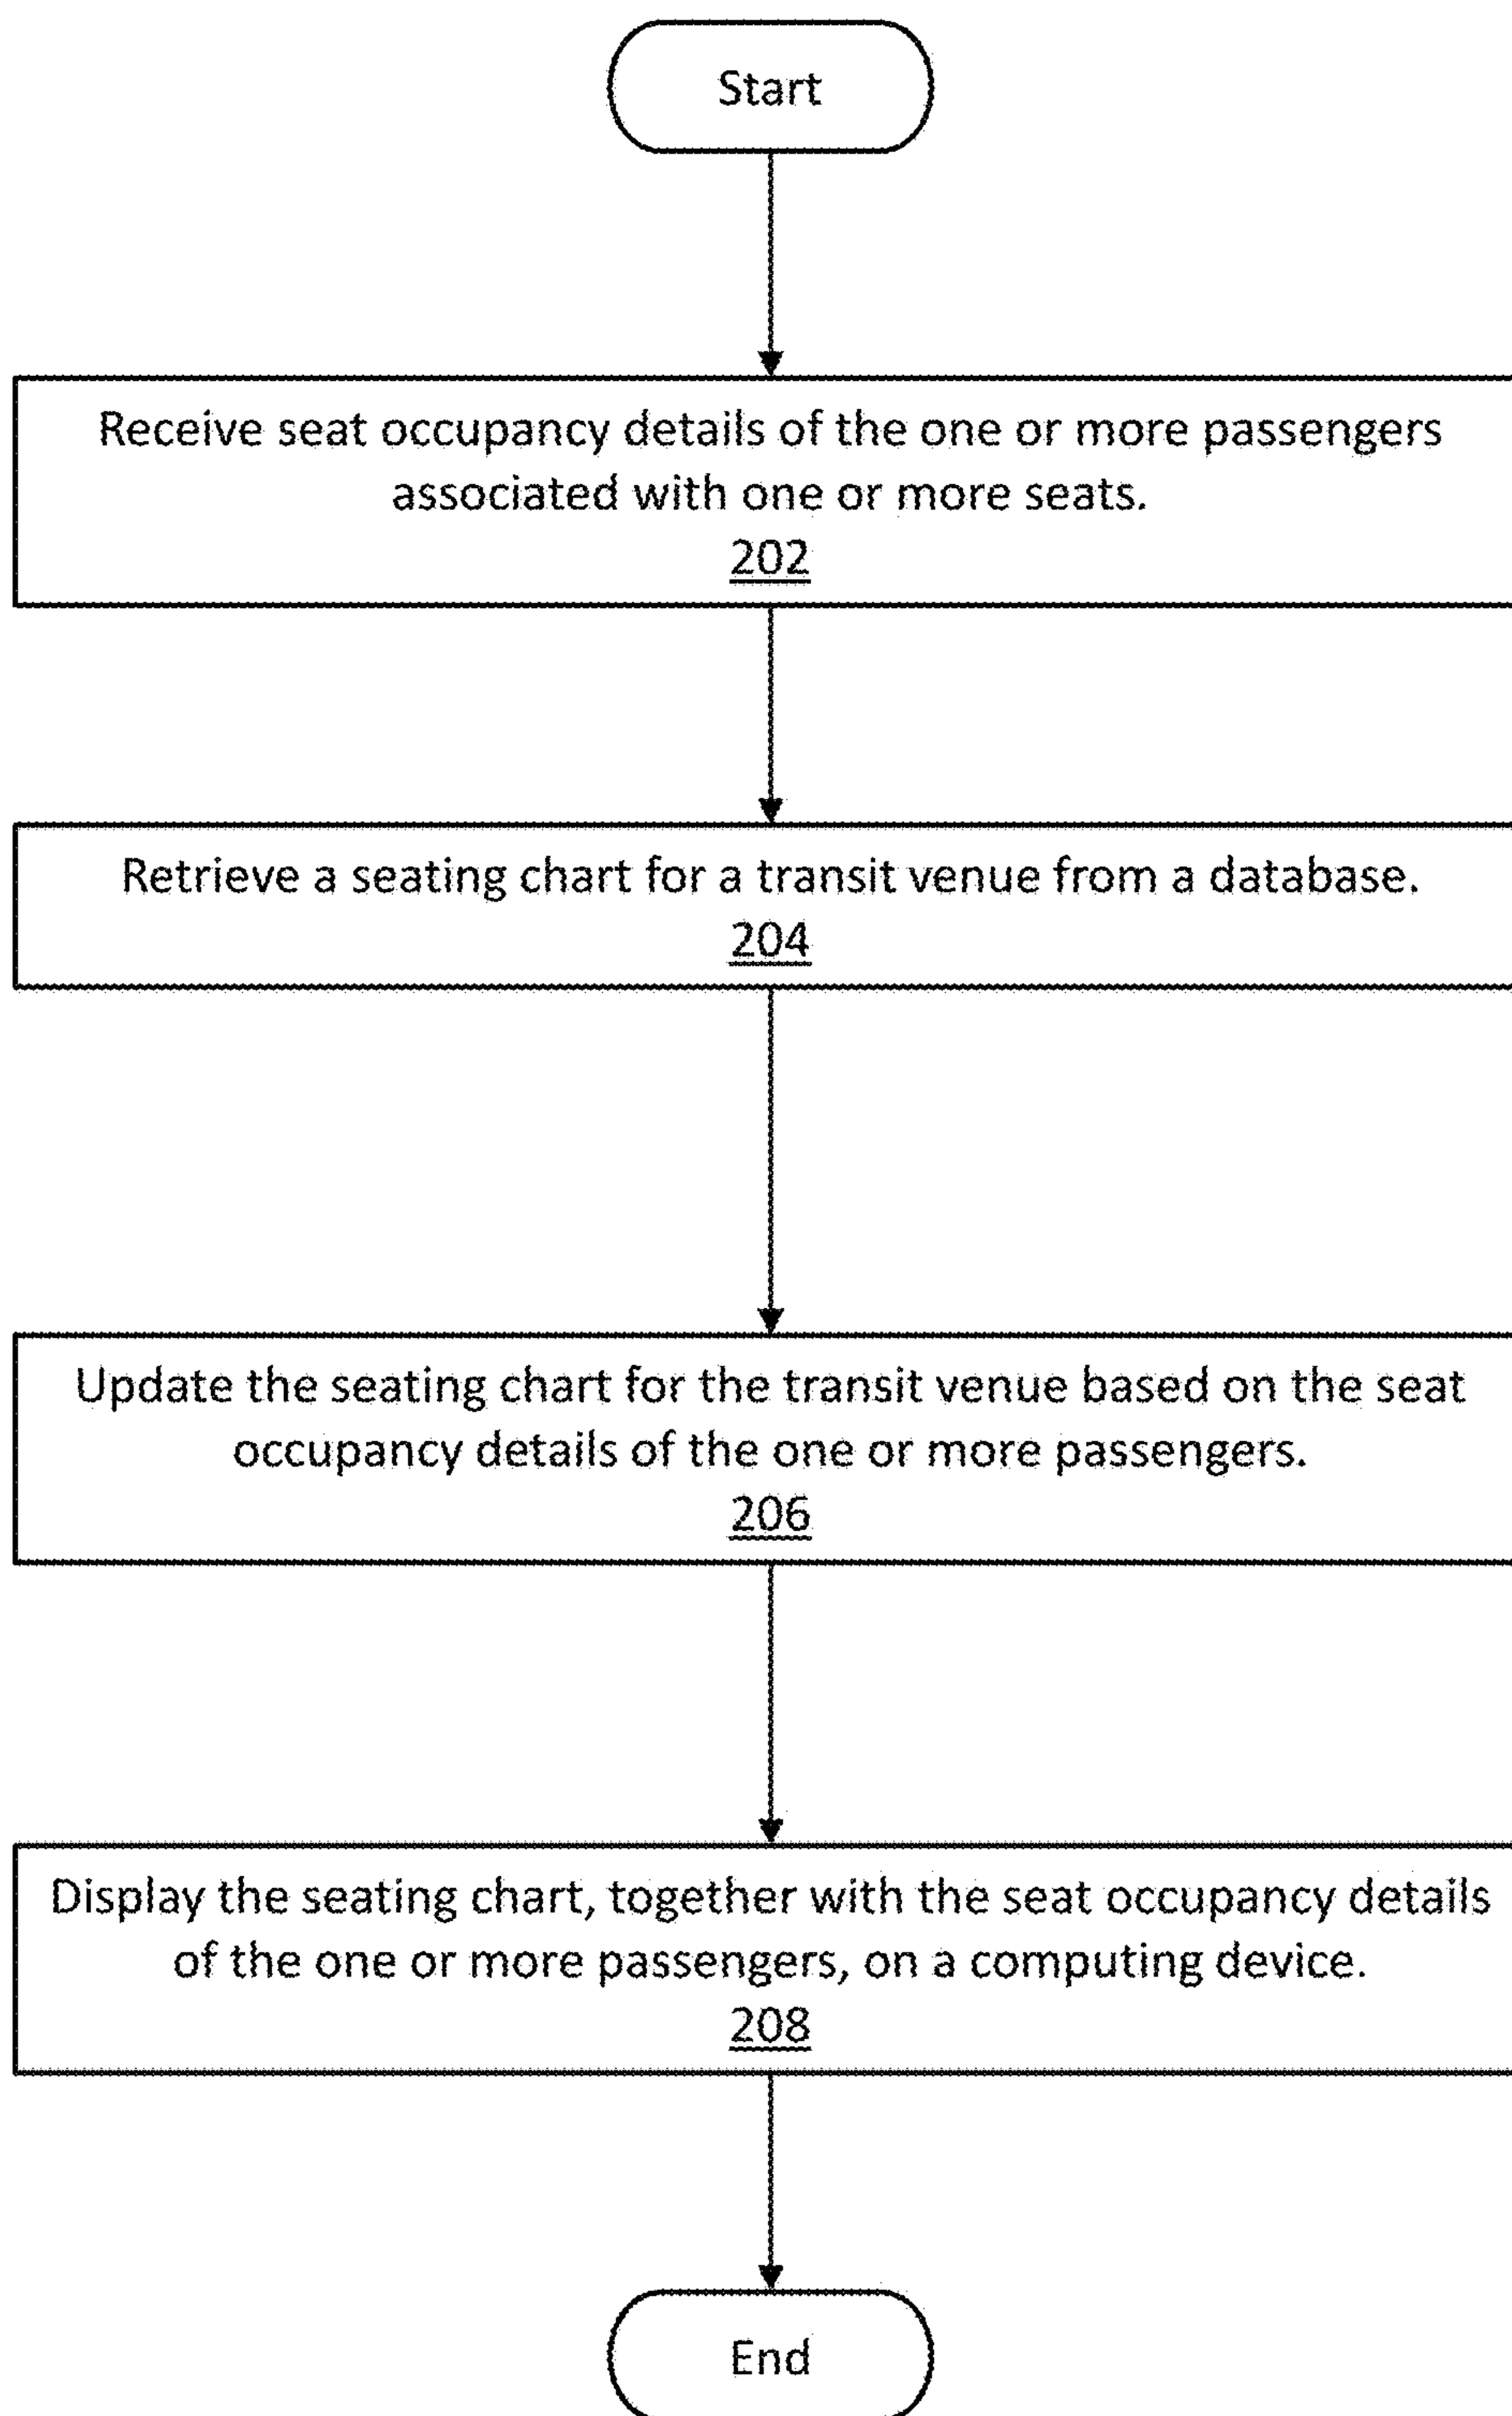 Start
Receive seat occupancy details of the one or more passengers
associated with one or more seats.
202
Retrieve a seating chart for a transit venue from a database.
204
Update the seating chart for the transit venue based on the seat
occupancy details of the one or more passengers.
206
Display the seating chart, together with the seat occupancy details
of the one or more passengers, on a computing device.
208
End